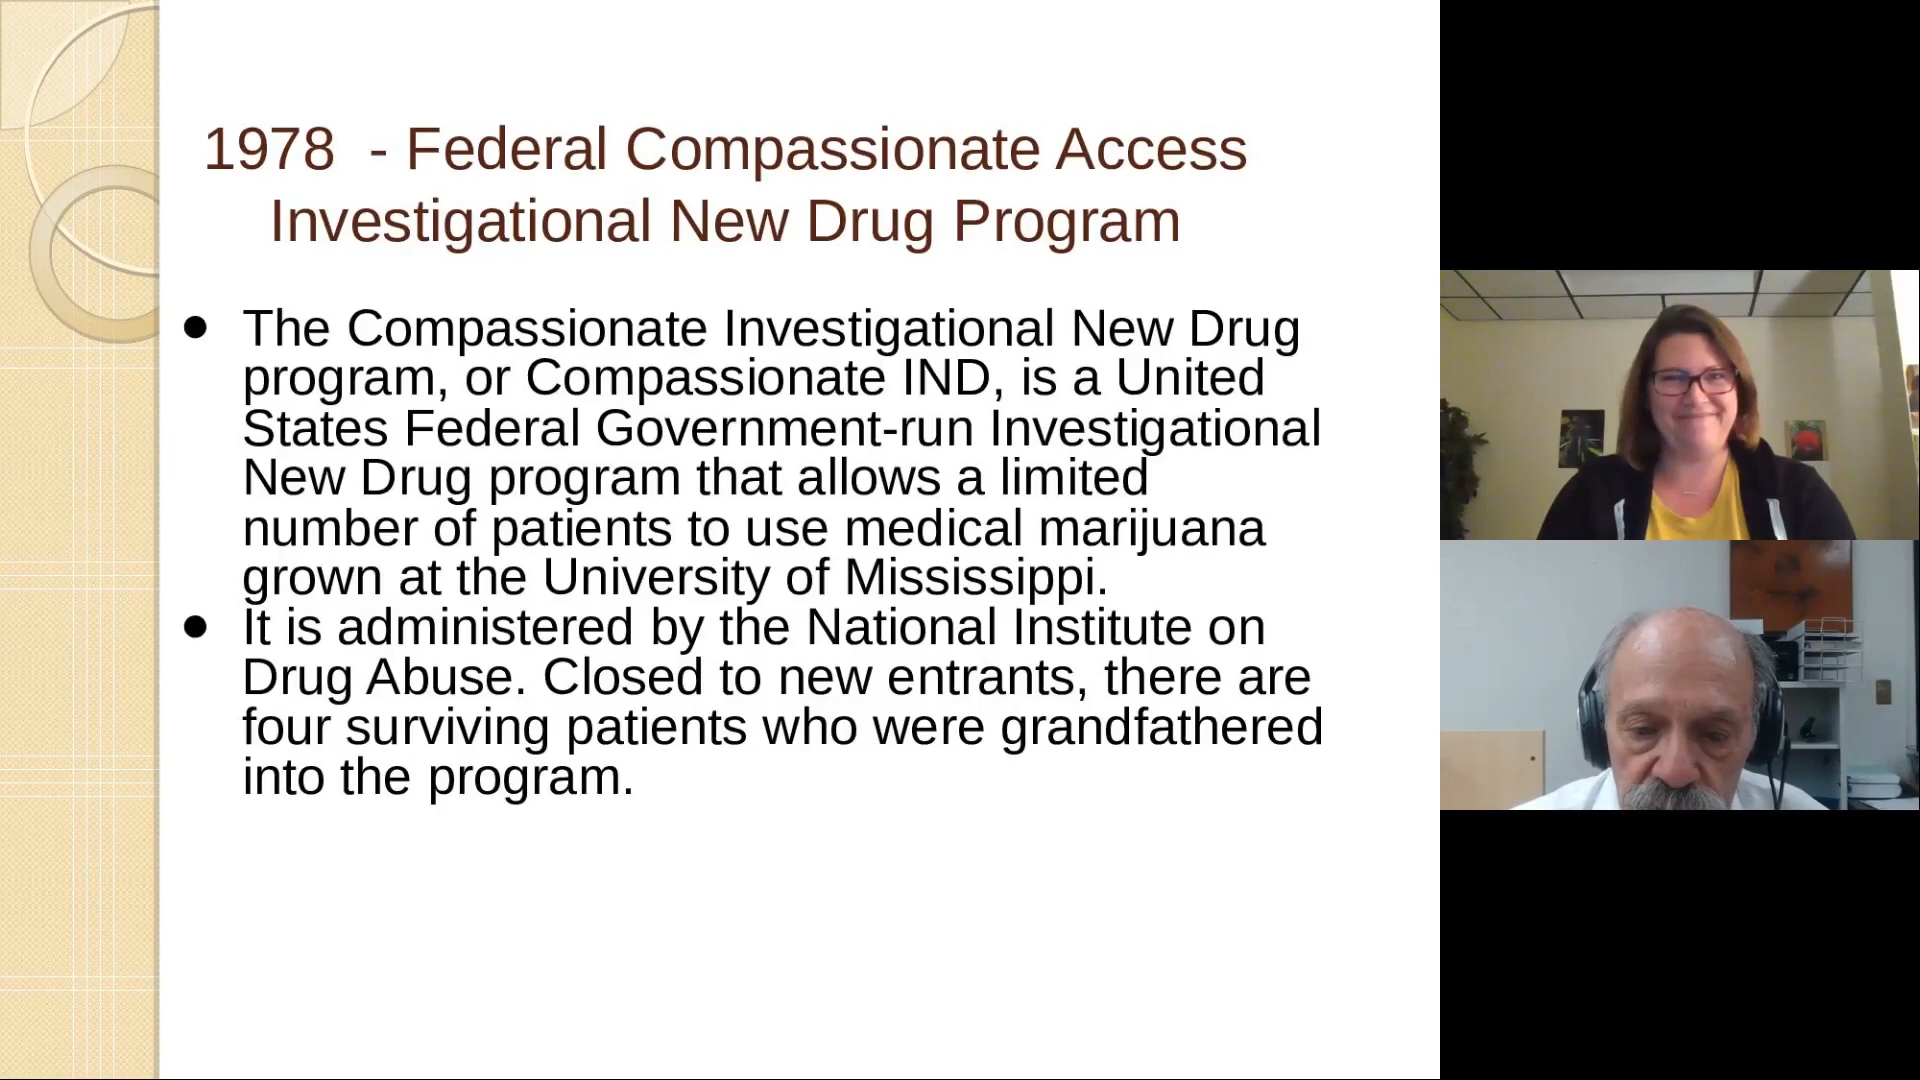 1978  - Federal Compassionate Access
Investigational New Drug Program
● The Compassionate Investigational New Drug
program, or Compassionate IND, is a United
States Federal Government-run Investigational
New Drug program that allows a limited
number of patients to use medical marijuana
grown at the University of Mississippi.
● It is administered by the National Institute on
Drug Abuse. Closed to new entrants, there are
four surviving patients who were grandfathered
into the program.